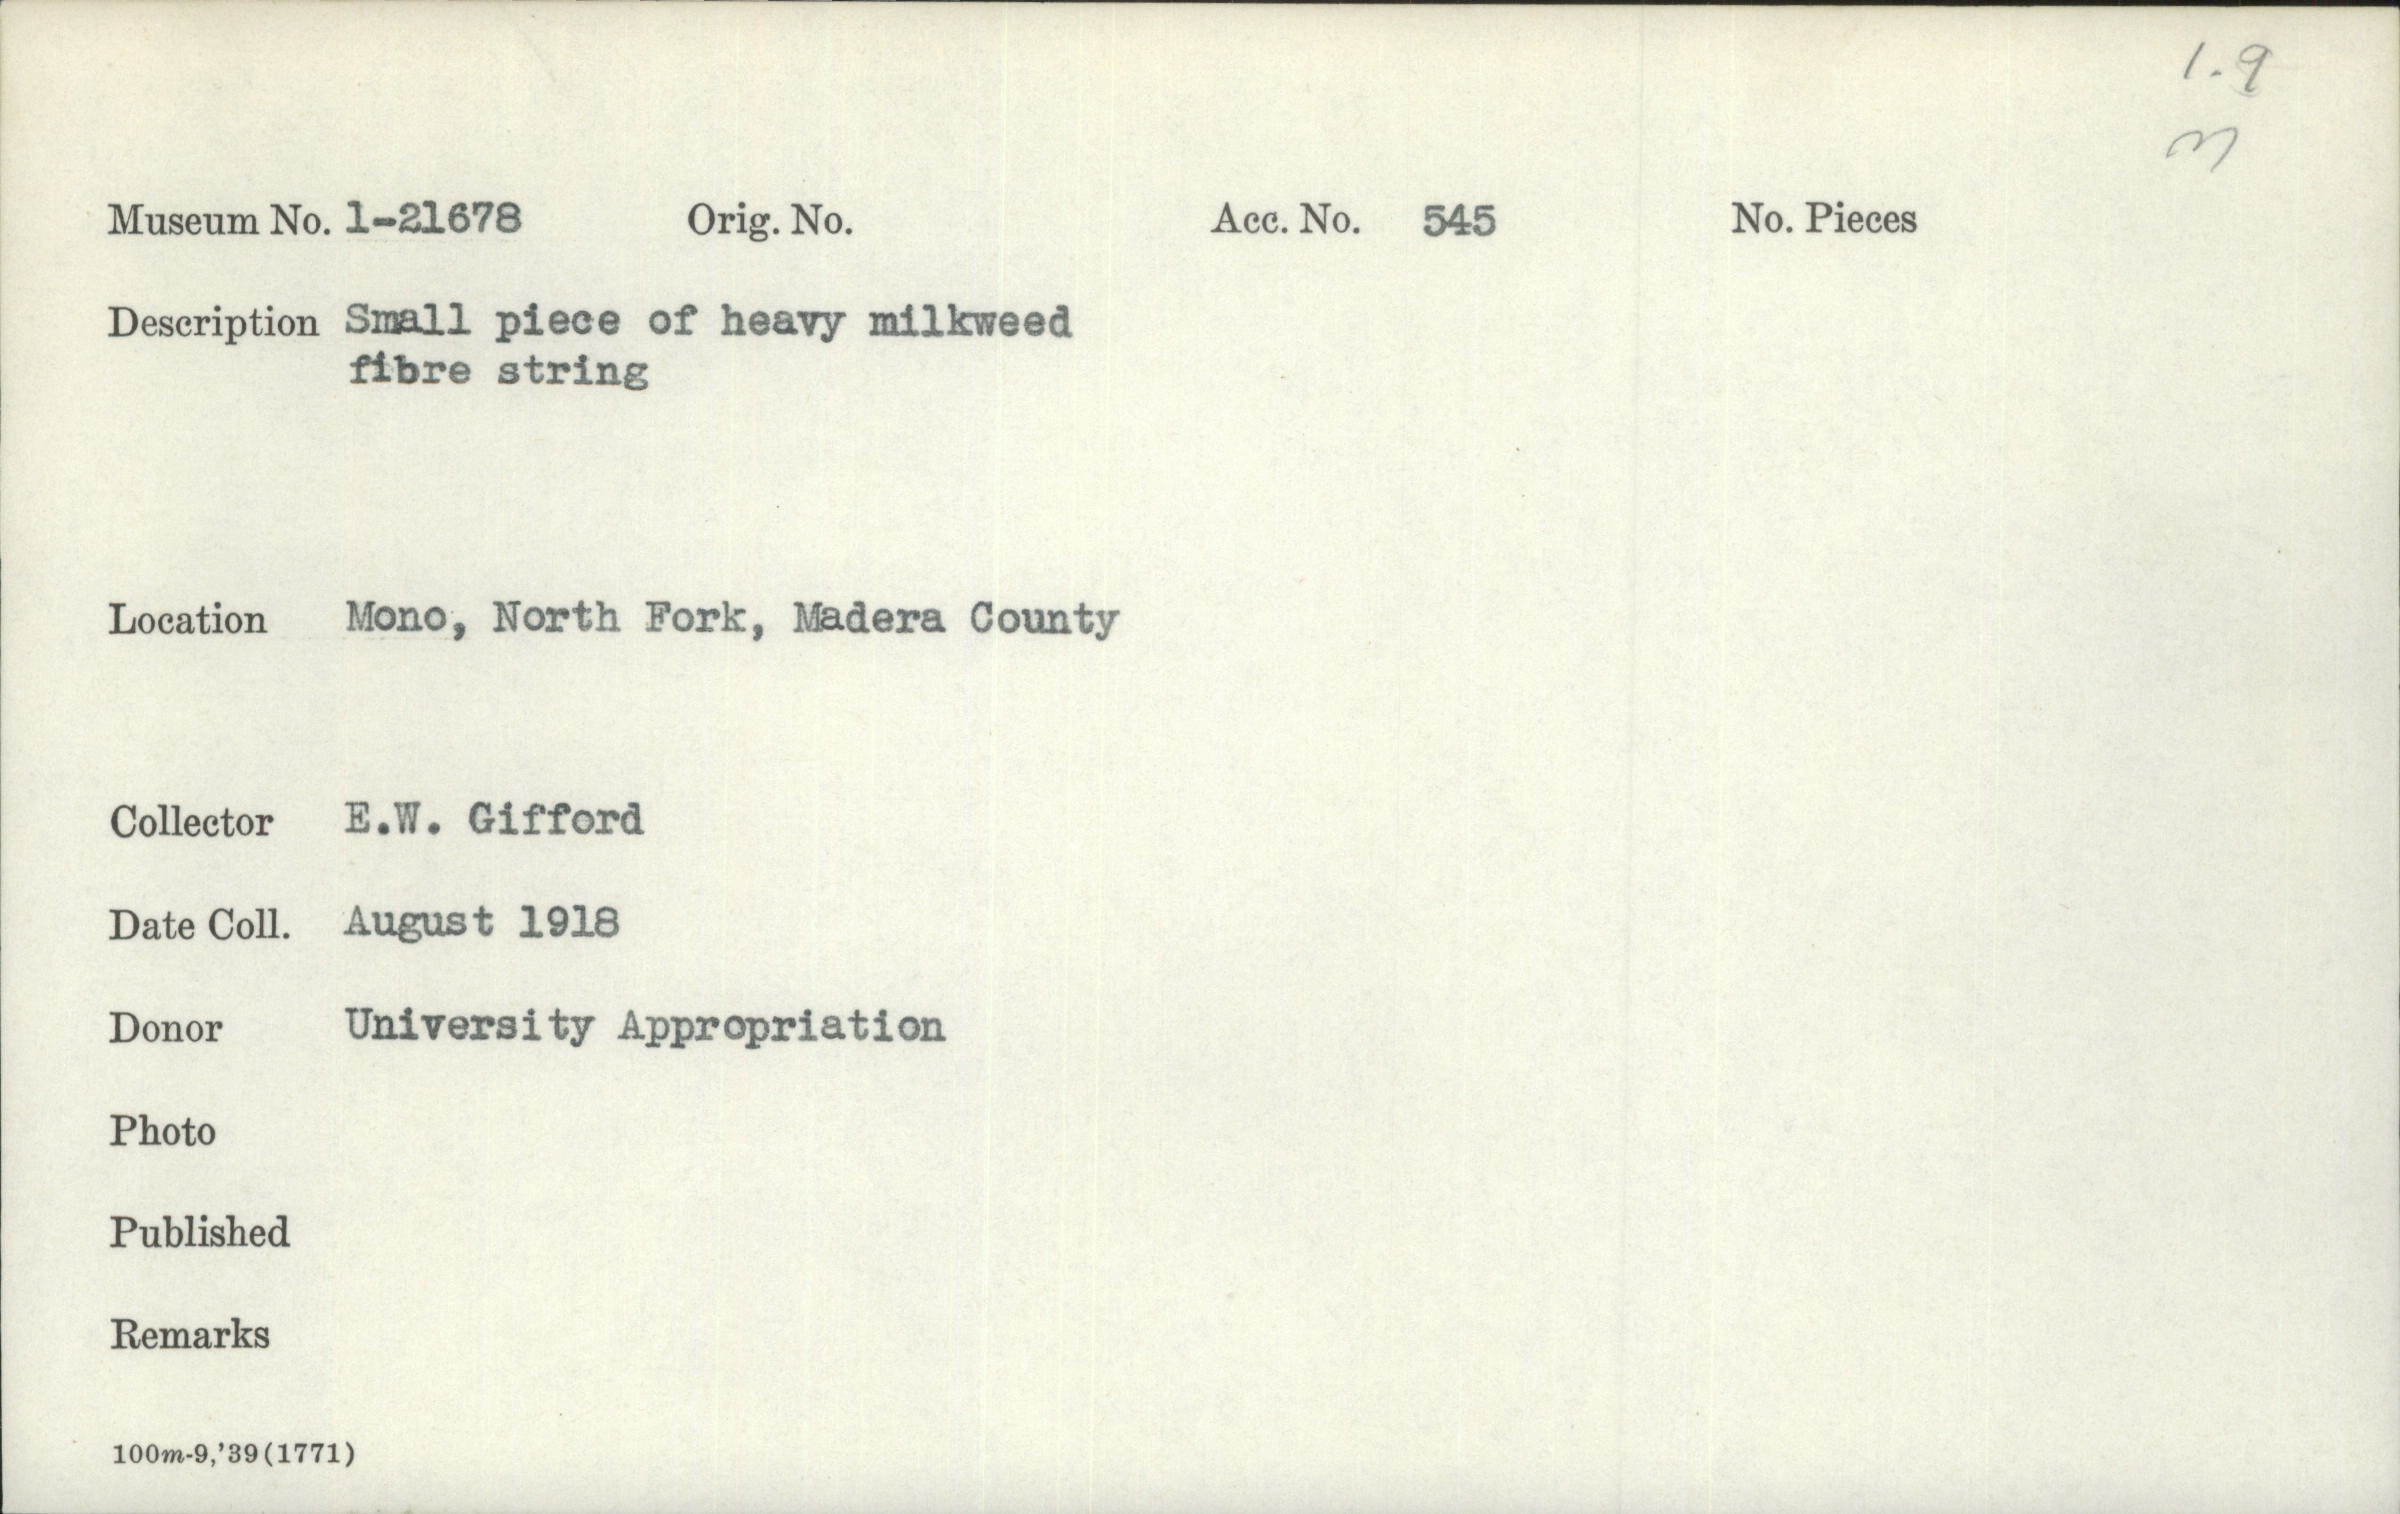 1.9
Museum No. 1-21678 Orig. No. Acc. No. 545 No. Pieces
Description Small piece of heavy milkweed
fibre string
Location Mono, North Fork, Madera County
Collector E.W. Gifford
Date Coll. August 1918
Donor University Appropriation
Photo
Published
Remarks
100m-9,'39(1771)